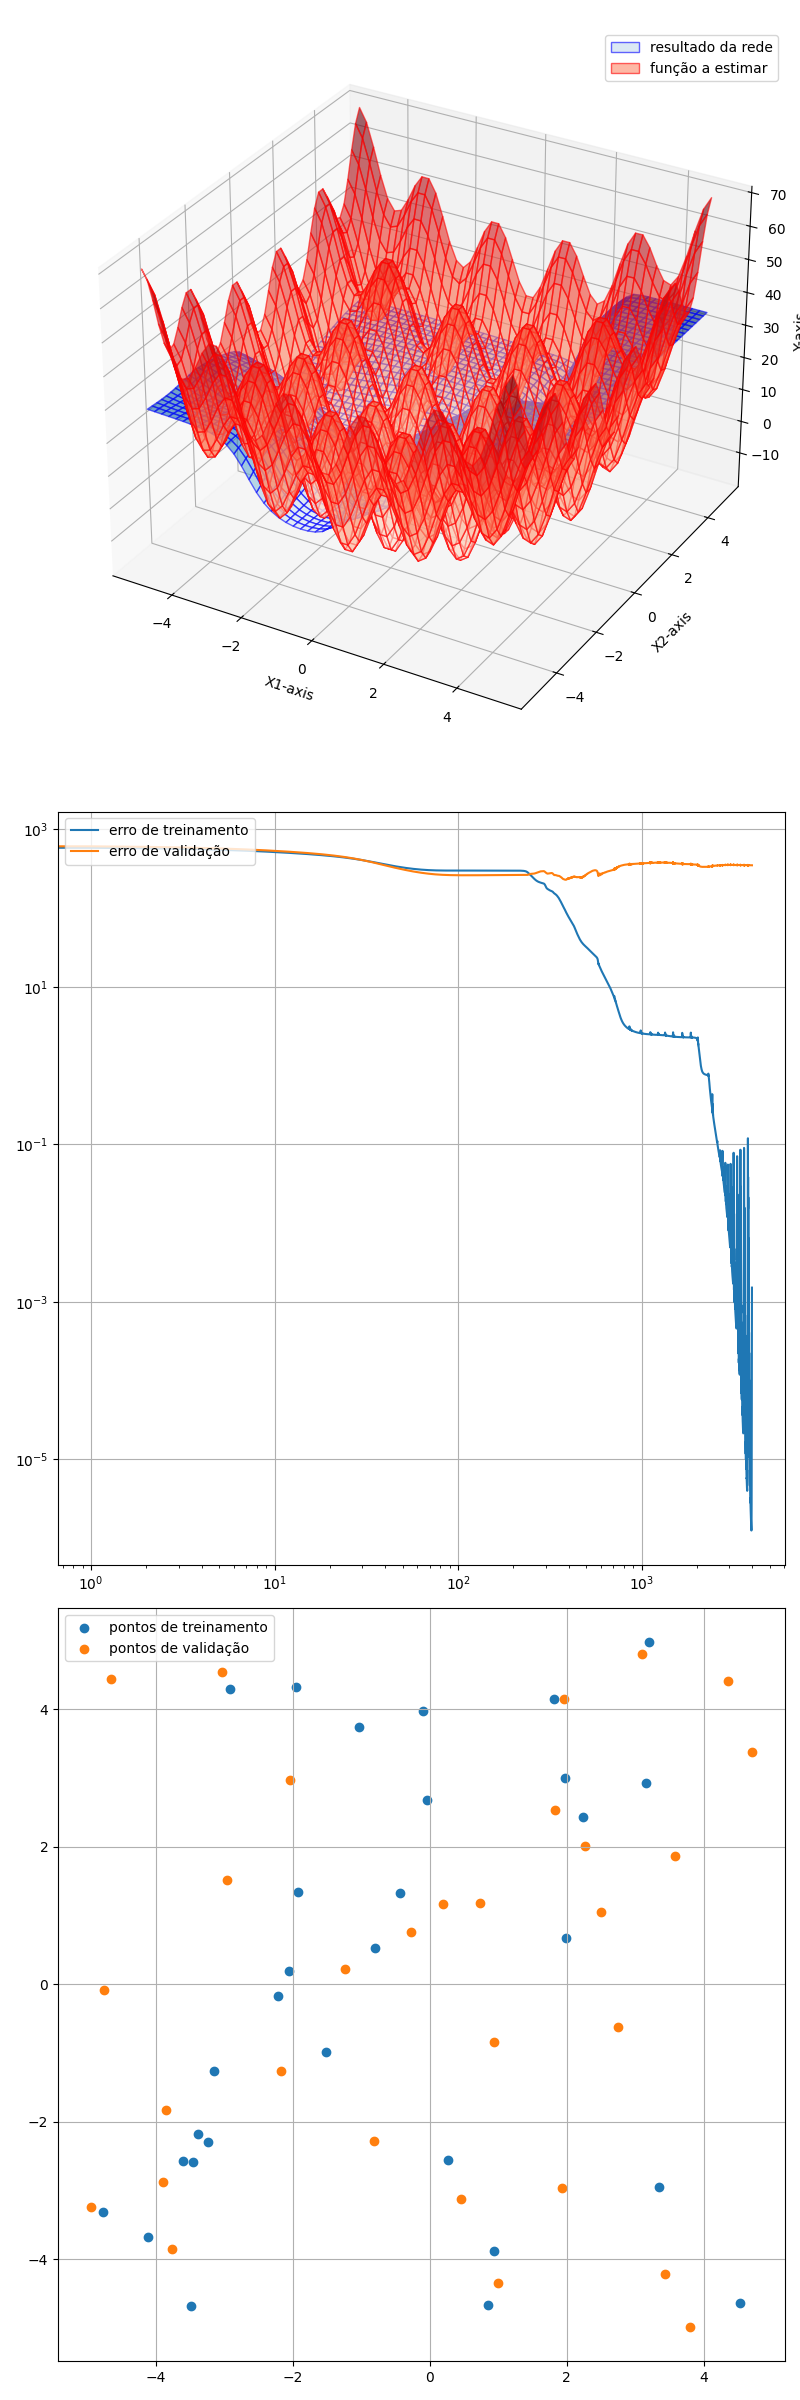 resultado da rede
função a estimar
70
60
50
40
30
20
10
0
−10
−4
−2
0
2
4
X1-axis
−4
−2
0
2
4
X2-axis
10³
10¹
10⁻¹
10⁻³
10⁻⁵
erro de treinamento
erro de validação
10⁰ 10¹ 10² 10³
pontos de treinamento
pontos de validação
4
2
0
−2
−4
−4 −2 0 2 4